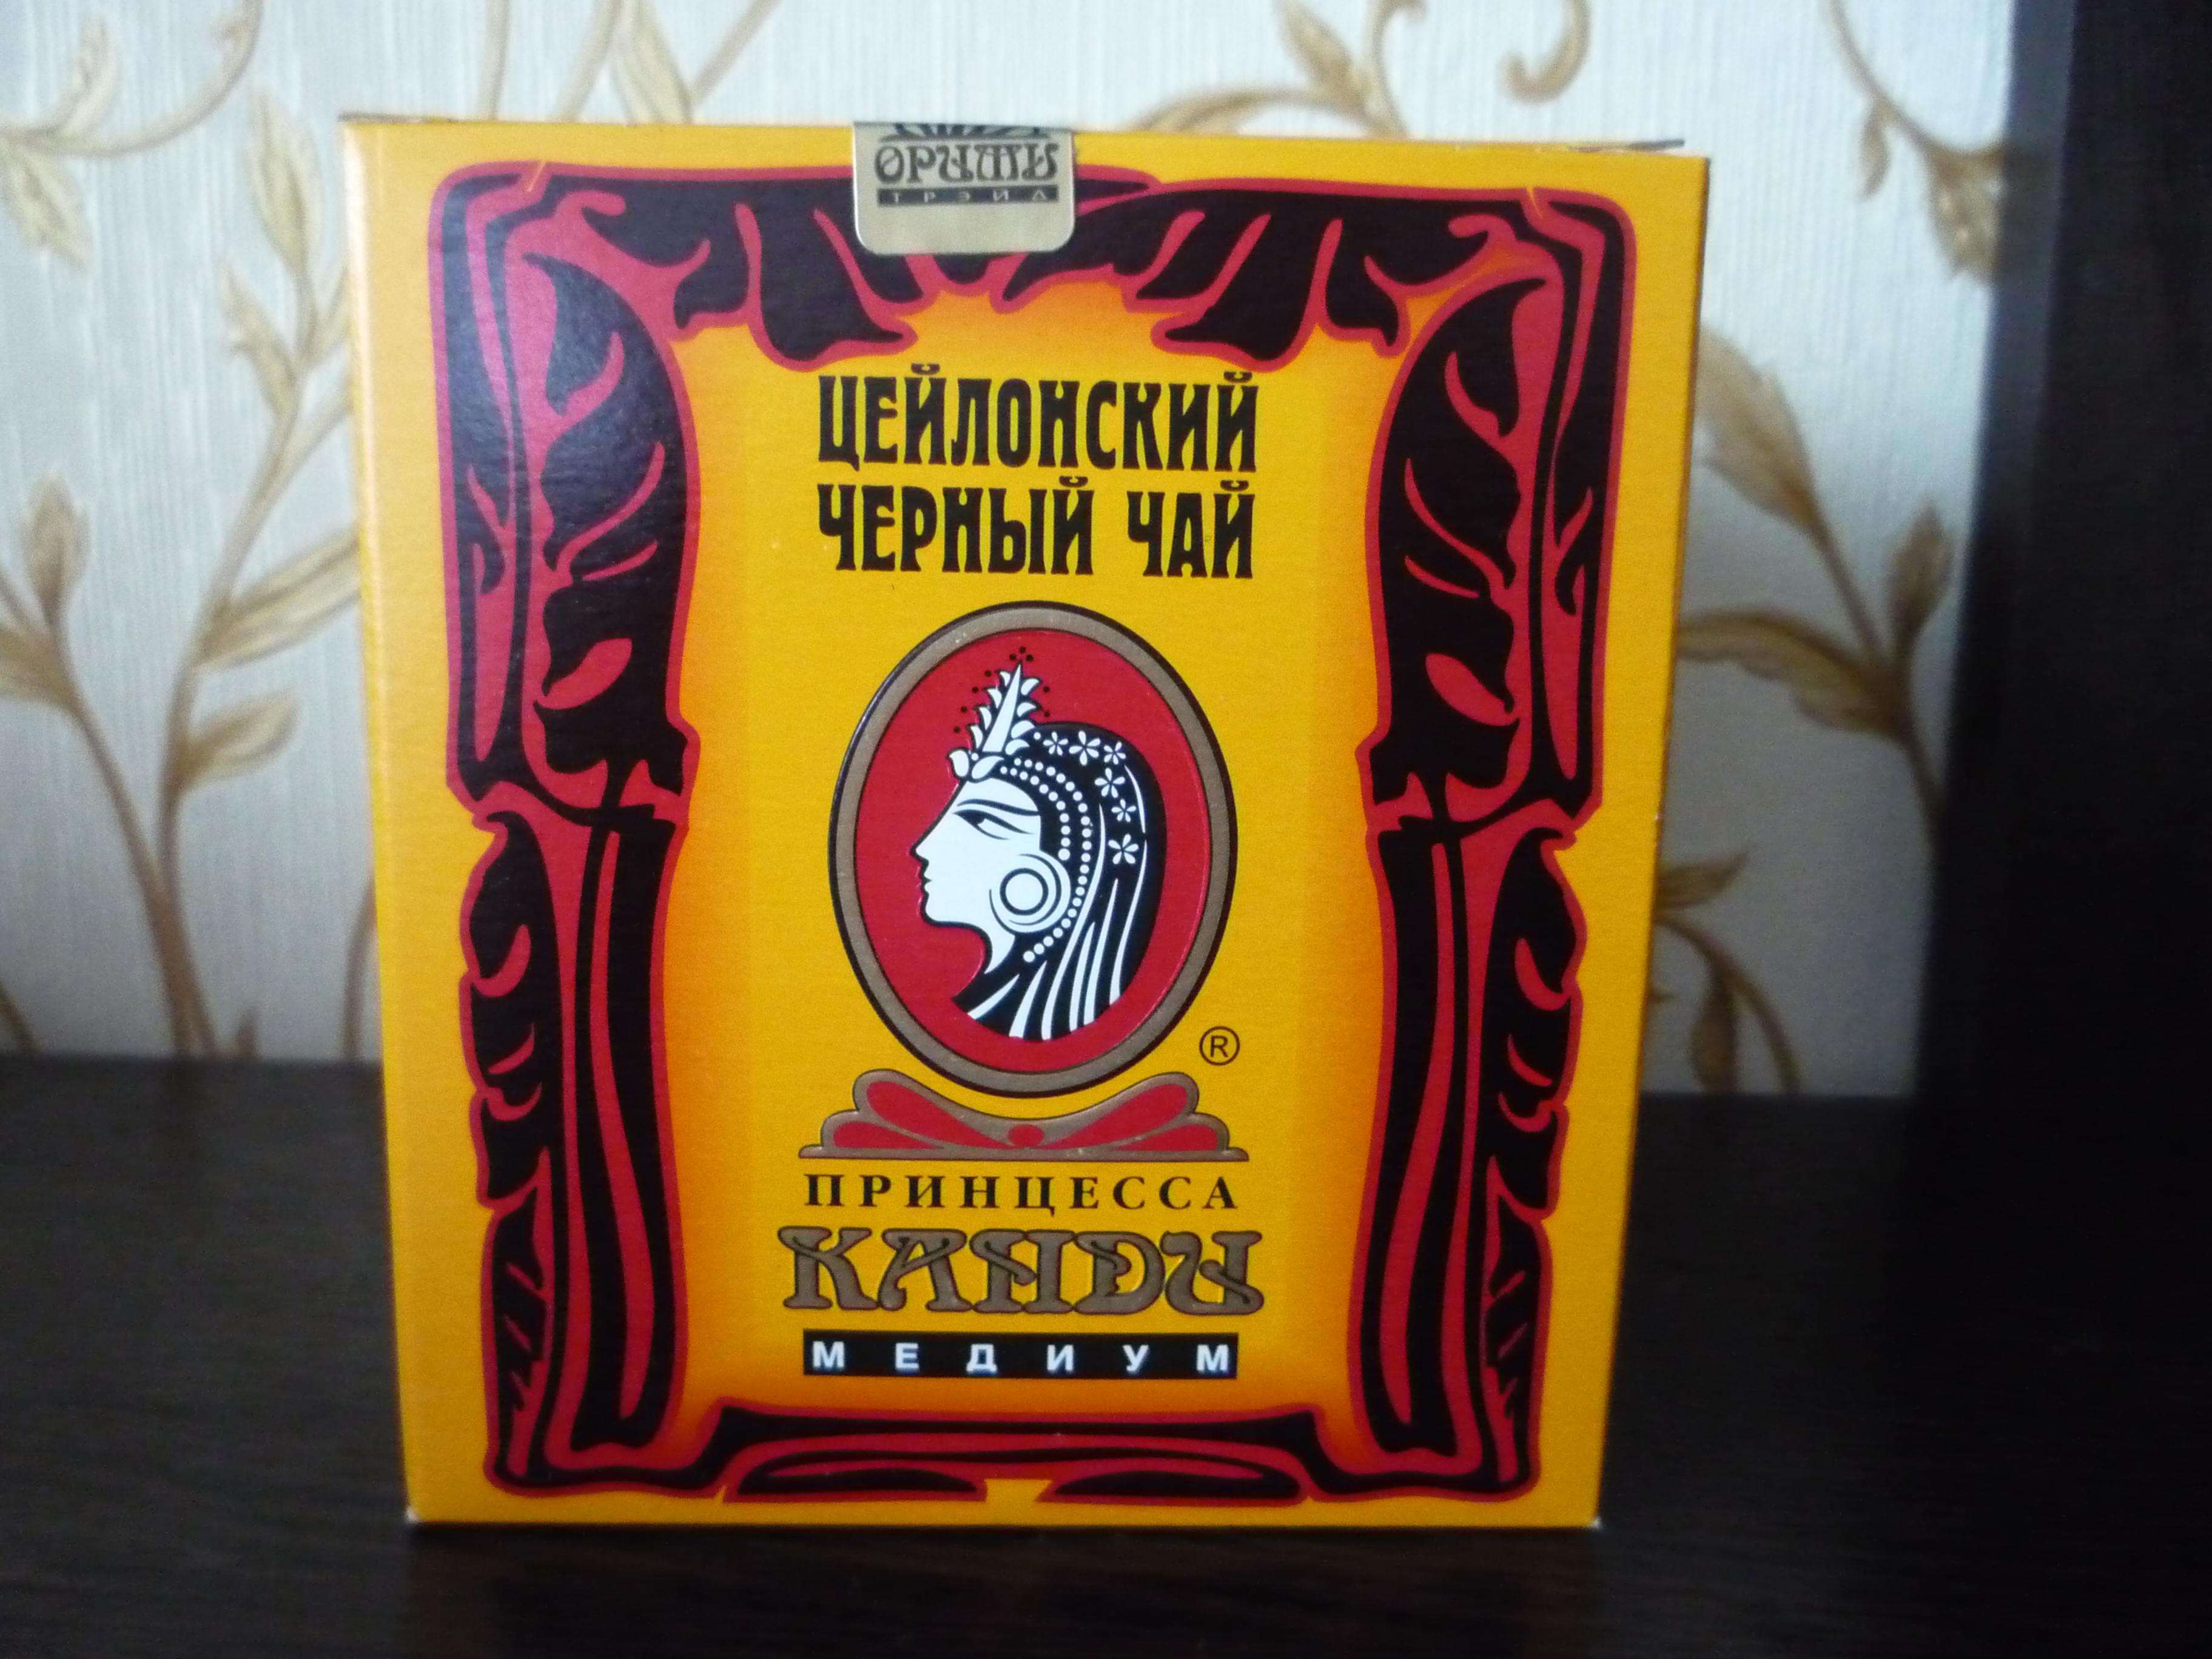 ОРИМИ
ТРЭЙД
ЦЕЙЛОНСКИЙ
ЧЕРНЫЙ ЧАЙ
®
ПРИНЦЕССА
КАНДИ
МЕДИУМ